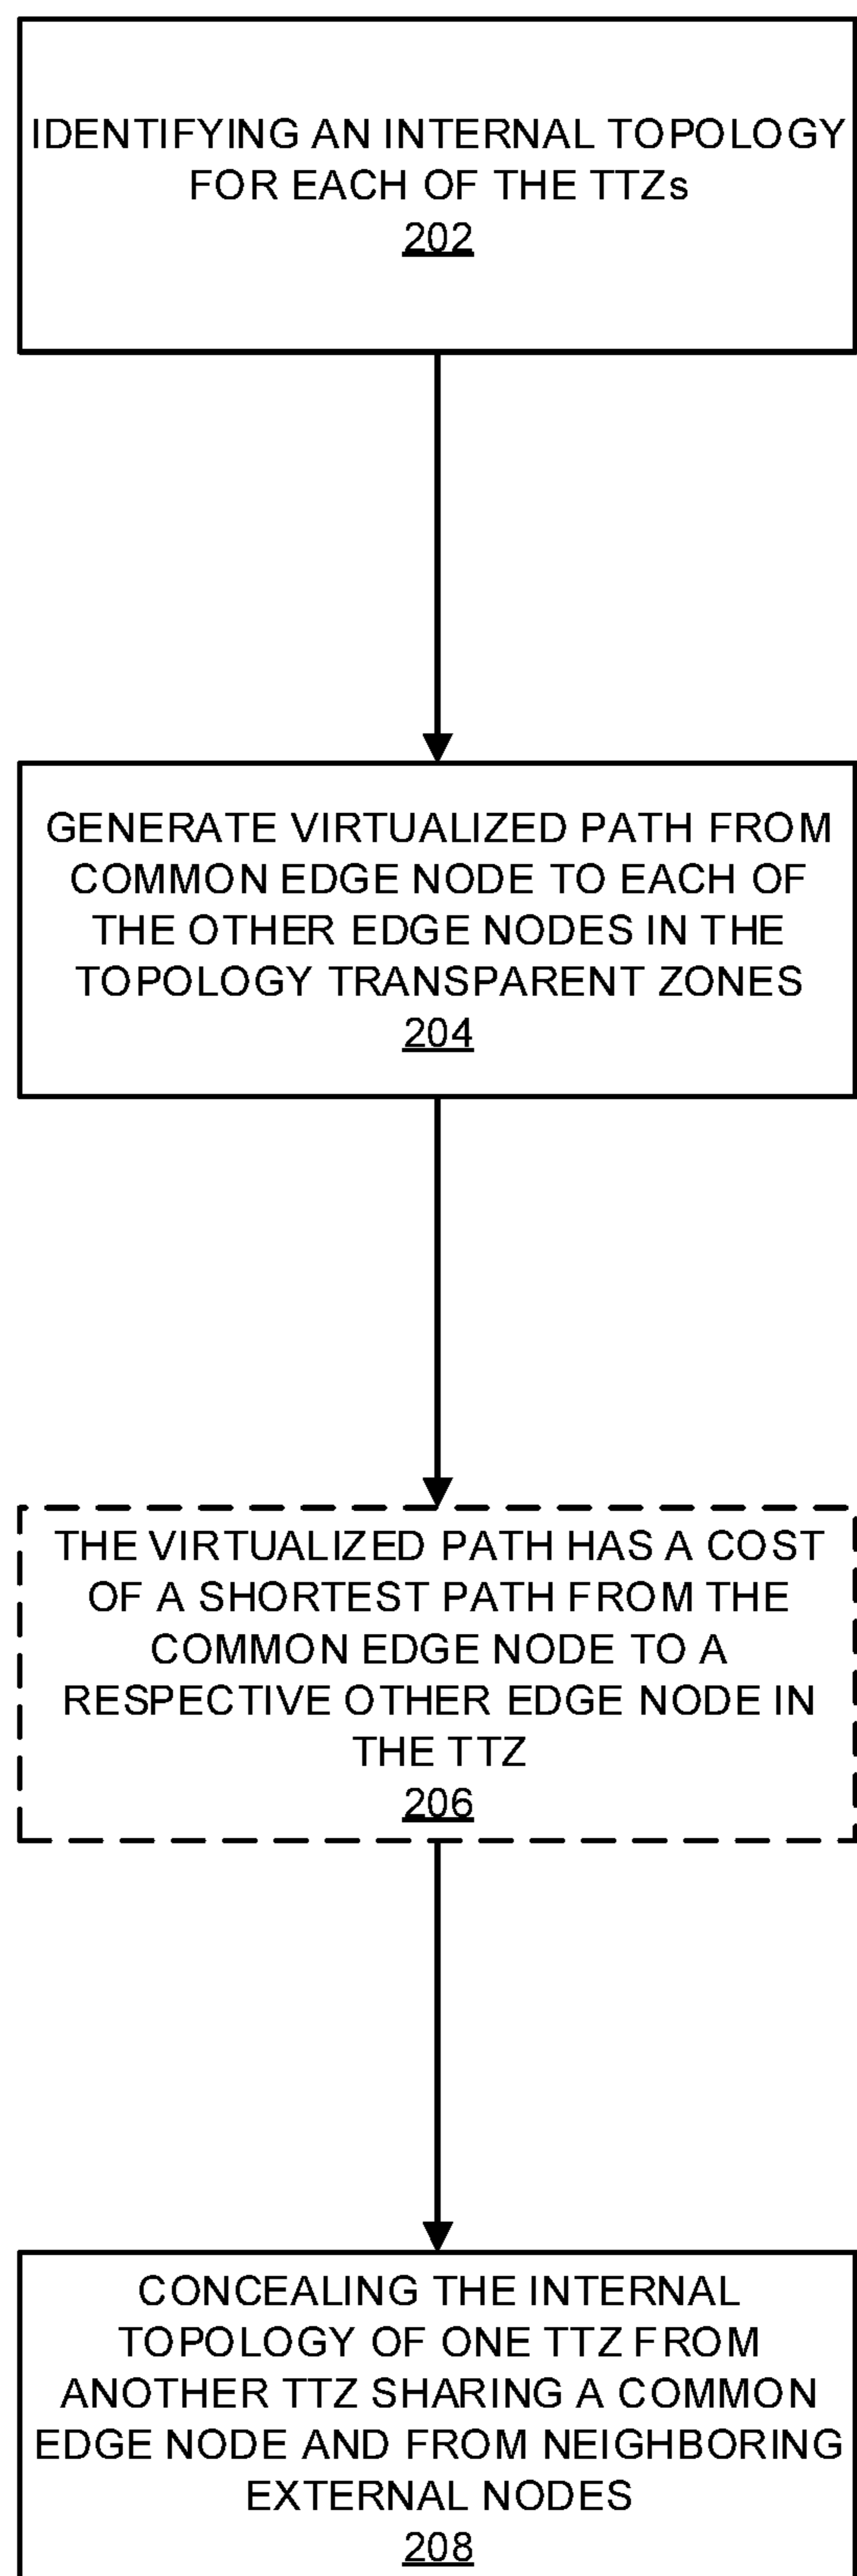 IDENTIFYING AN INTERNAL TOPOLOGY
FOR EACH OF THE TTZs
202
GENERATE VIRTUALIZED PATH FROM
COMMON EDGE NODE TO EACH OF
THE OTHER EDGE NODES IN THE
TOPOLOGY TRANSPARENT ZONES
204
THE VIRTUALIZED PATH HAS A COST
OF A SHORTEST PATH FROM THE
COMMON EDGE NODE TO A
RESPECTIVE OTHER EDGE NODE IN
THE TTZ
206
CONCEALING THE INTERNAL
TOPOLOGY OF ONE TTZ FROM
ANOTHER TTZ SHARING A COMMON
EDGE NODE AND FROM NEIGHBORING
EXTERNAL NODES
208